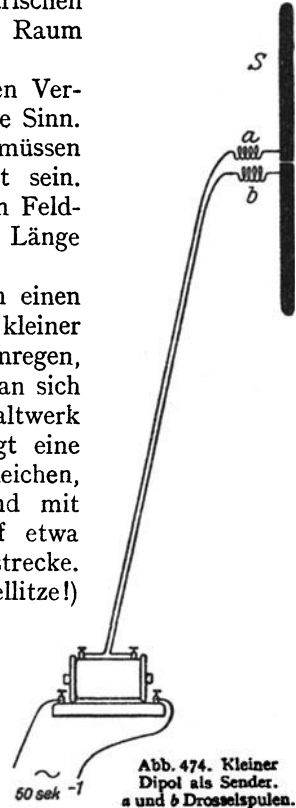 arischen
Raum
en Ver-
e Sinn.
müssen
t sein.
n Feld-
Länge
n einen
kleiner
nregen,
an sich
altwerk
gt eine
eichen,
nd mit
f etwa
strecke.
ellitze!)
S
a
b
~
50 sek -1
Abb. 474. Kleiner
Dipol als Sender.
a und b Drosselspulen.